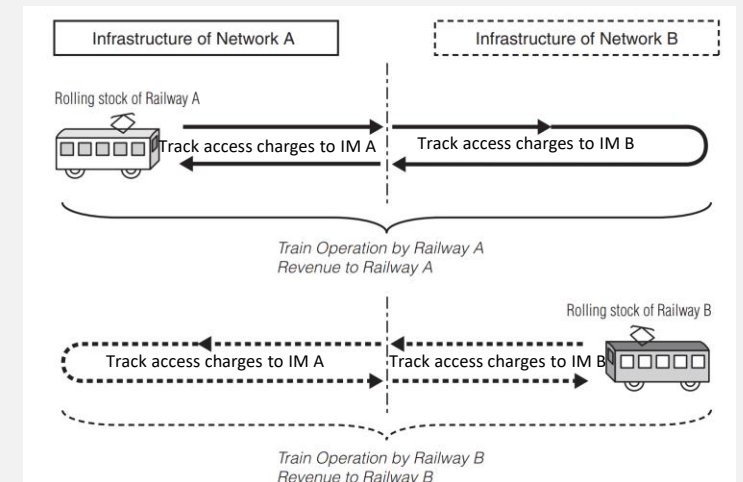 Infrastructure of Network A
Infrastructure of Network B
Rolling stock of Railway A
Track access charges to IM A
Track access charges to IM B
Train Operation by Railway A
Revenue to Railway A
Rolling stock of Railway B
Track access charges to IM A
Track access charges to IM B
Train Operation by Railway B
Revenue to Railway B